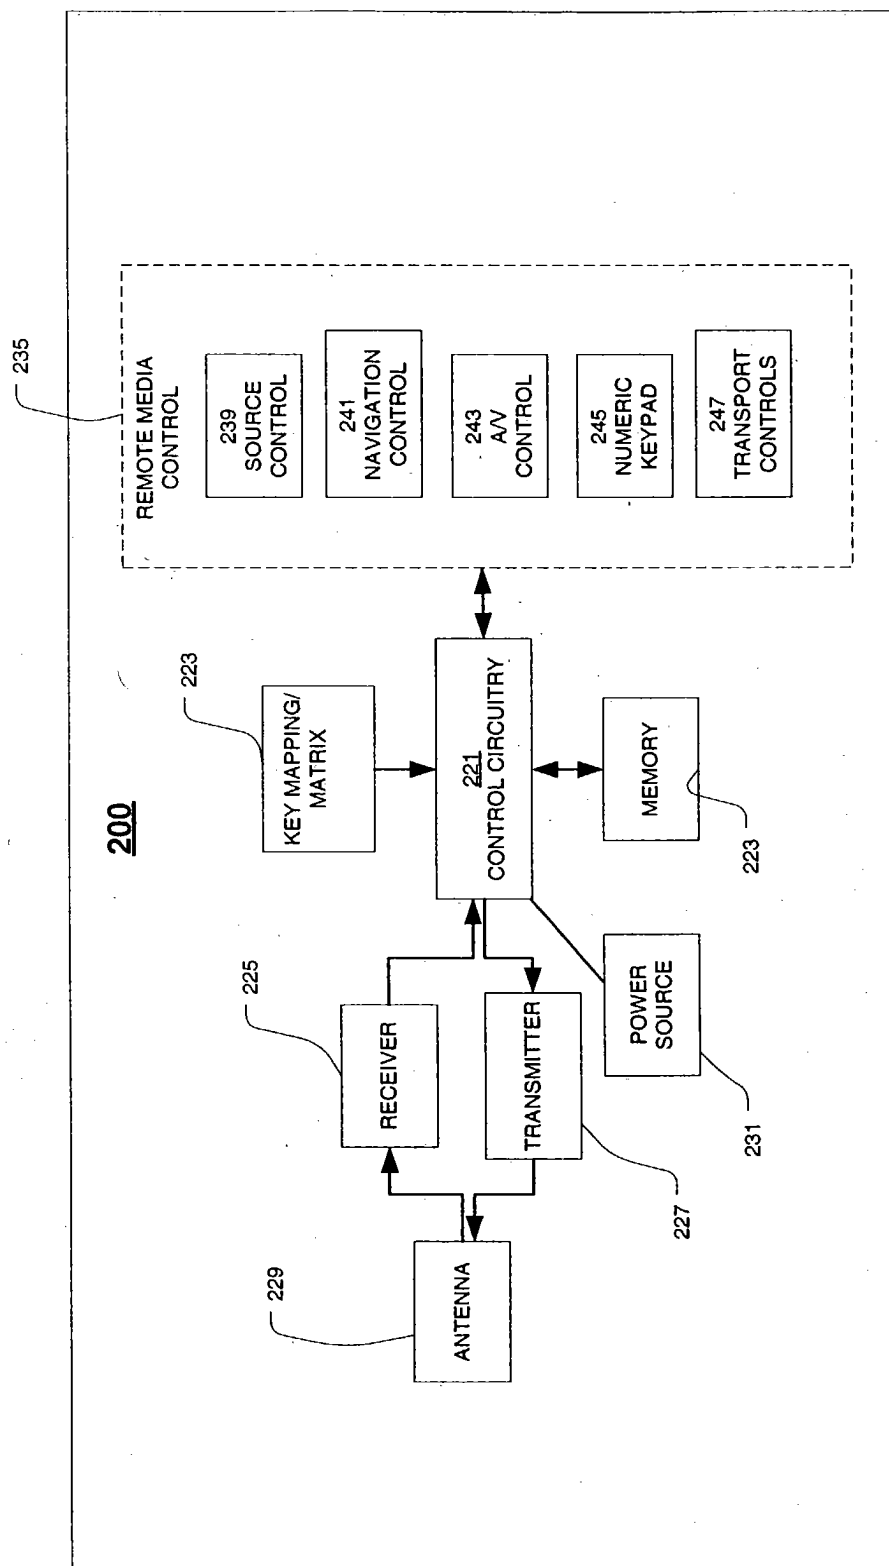 200
235
REMOTE MEDIA
CONTROL
239
SOURCE
CONTROL
241
NAVIGATION
CONTROL
243
A/V
CONTROL
245
NUMERIC
KEYPAD
247
TRANSPORT
CONTROLS
223
KEY MAPPING/
MATRIX
221
CONTROL CIRCUITRY
MEMORY
223
225
RECEIVER
TRANSMITTER
227
POWER
SOURCE
231
229
ANTENNA